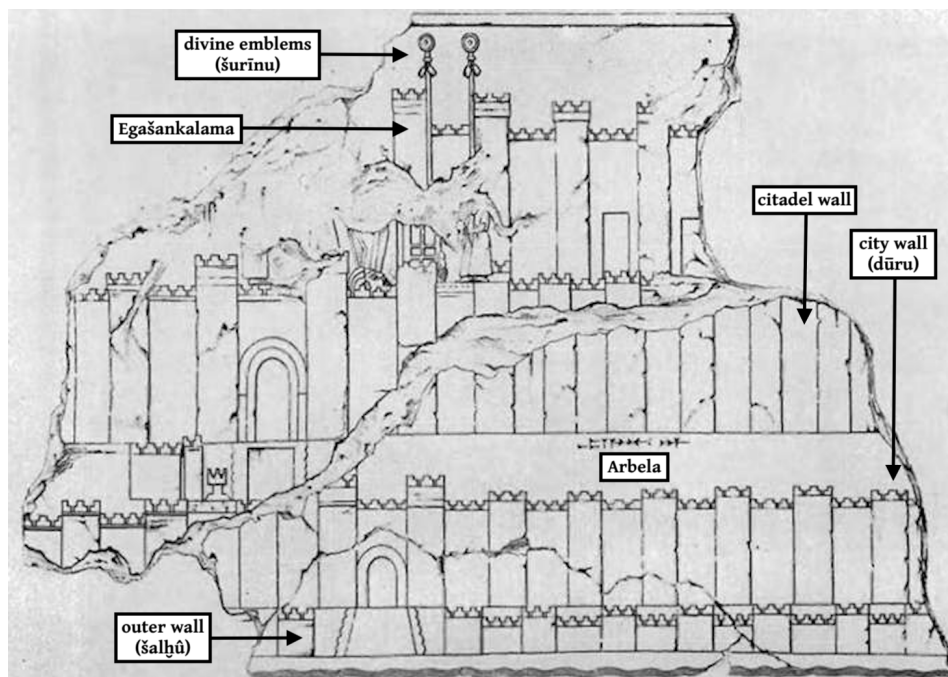 divine emblems
(šurīnu)
Egašankalama
citadel wall
city wall
(dūru)
Arbela
outer wall
(šalḫû)